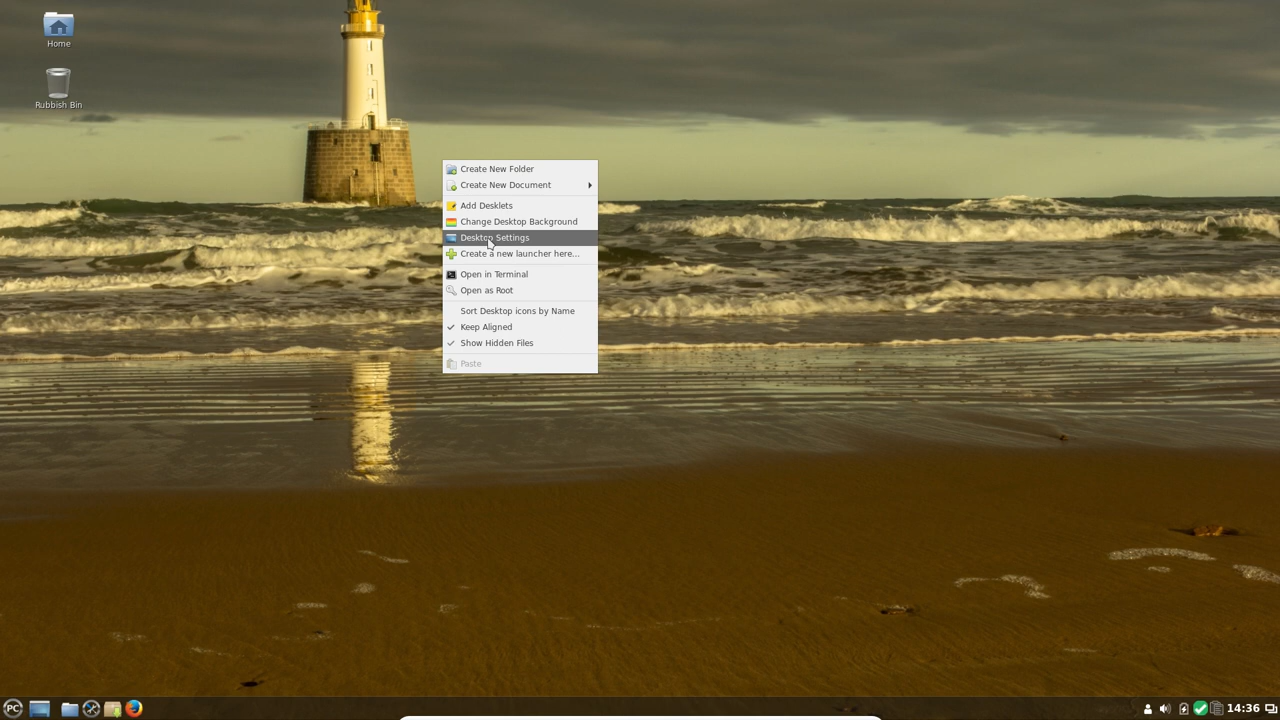 Home
Rubbish Bin
Create New Folder
Create New Document
Add Desklets
Change Desktop Background
Desktop Settings
Create a new launcher here...
Open in Terminal
Open as Root
Sort Desktop icons by Name
Keep Aligned
Show Hidden Files
Paste
PC
14:36